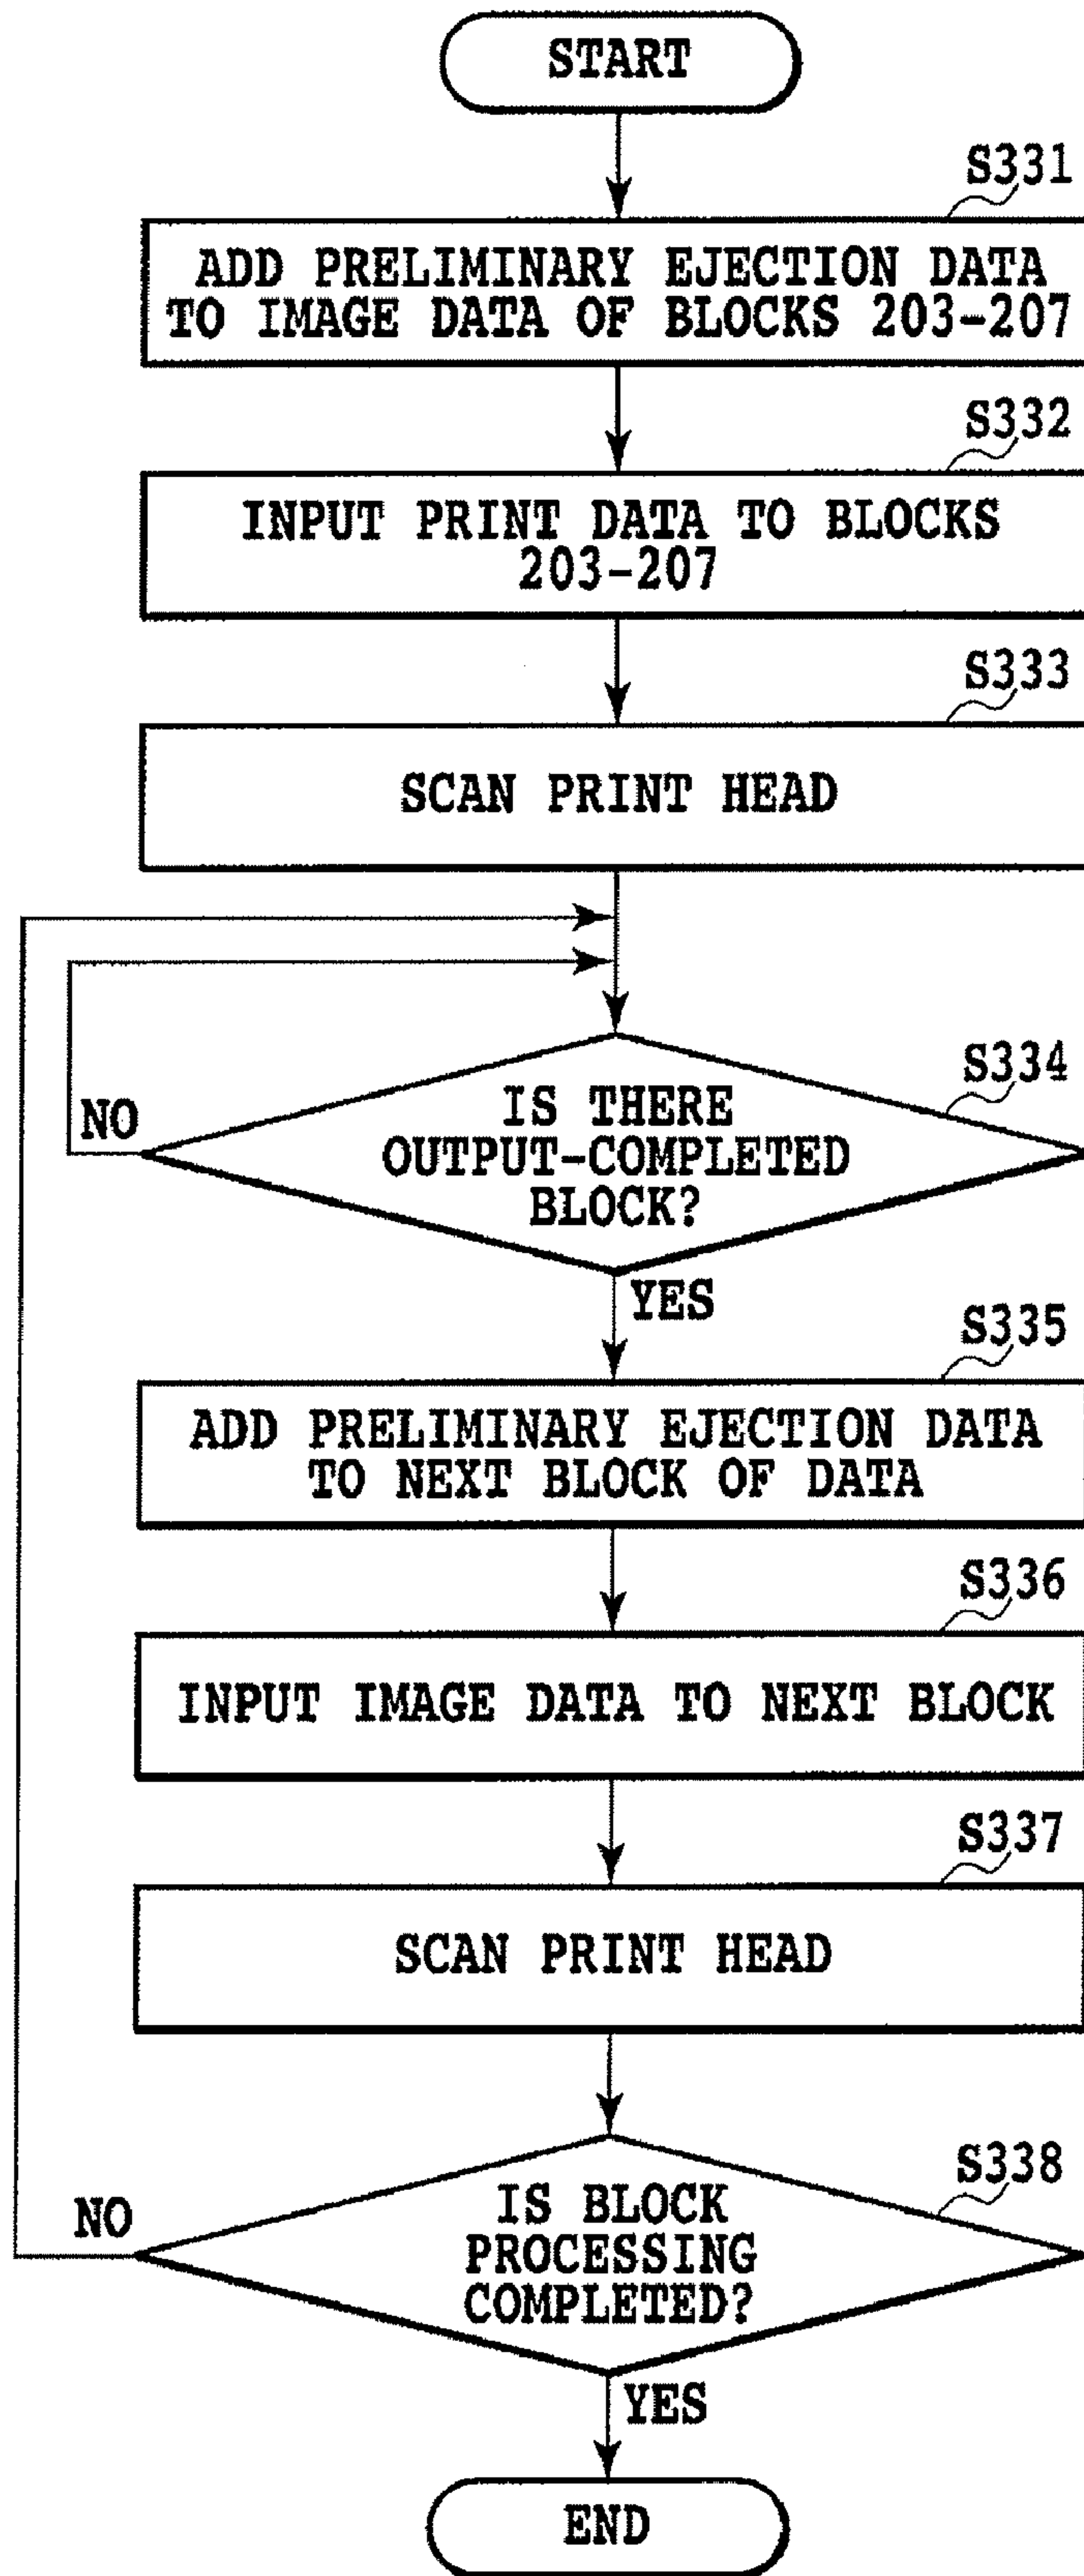 START
S331
ADD PRELIMINARY EJECTION DATA
TO IMAGE DATA OF BLOCKS 203-207
S332
INPUT PRINT DATA TO BLOCKS
203-207
S333
SCAN PRINT HEAD
S334
IS THERE
OUTPUT-COMPLETED
BLOCK?
NO
YES
S335
ADD PRELIMINARY EJECTION DATA
TO NEXT BLOCK OF DATA
S336
INPUT IMAGE DATA TO NEXT BLOCK
S337
SCAN PRINT HEAD
S338
IS BLOCK
PROCESSING
COMPLETED?
NO
YES
END